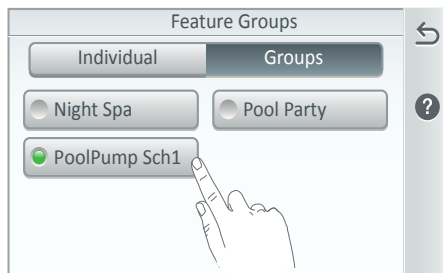 Feature Groups
Individual Groups
Night Spa Pool Party
PoolPump Sch1
?